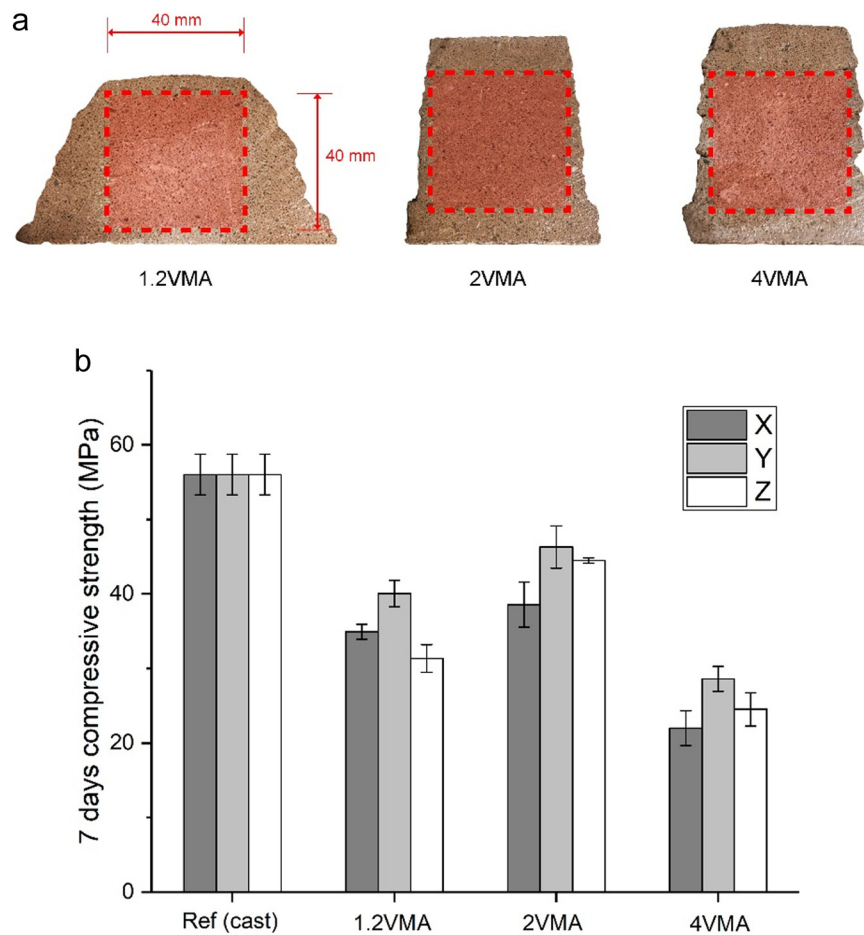 a
40 mm
40 mm
1.2VMA
2VMA
4VMA
b
7 days compressive strength (MPa)
60
40
20
0
X
Y
Z
Ref (cast)
1.2VMA
2VMA
4VMA